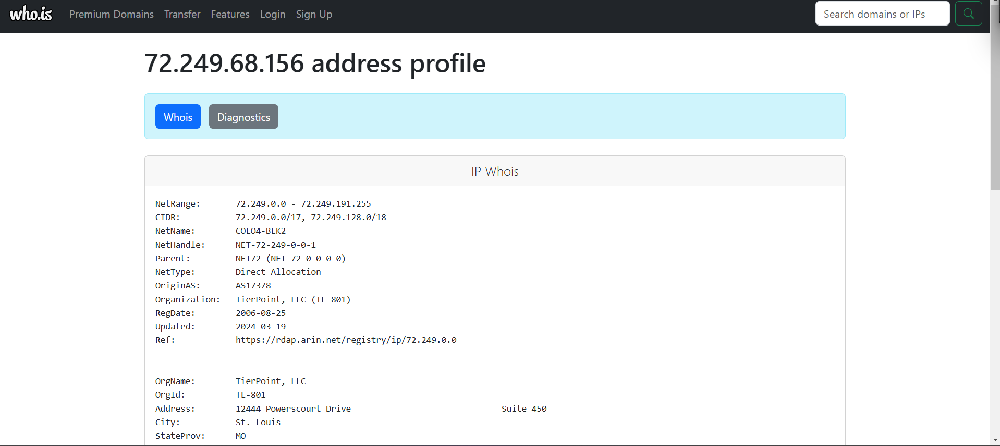 who.is Premium Domains Transfer Features Login Sign Up Search domains or IPs
72.249.68.156 address profile
Whois Diagnostics
IP Whois
NetRange: 72.249.0.0 - 72.249.191.255
CIDR: 72.249.0.0/17, 72.249.128.0/18
NetName: COLO4-BLK2
NetHandle: NET-72-249-0-0-1
Parent: NET72 (NET-72-0-0-0-0)
NetType: Direct Allocation
OriginAS: AS17378
Organization: TierPoint, LLC (TL-801)
RegDate: 2006-08-25
Updated: 2024-03-19
Ref: https://rdap.arin.net/registry/ip/72.249.0.0
OrgName: TierPoint, LLC
OrgId: TL-801
Address: 12444 Powerscourt Drive Suite 450
City: St. Louis
StateProv: MO